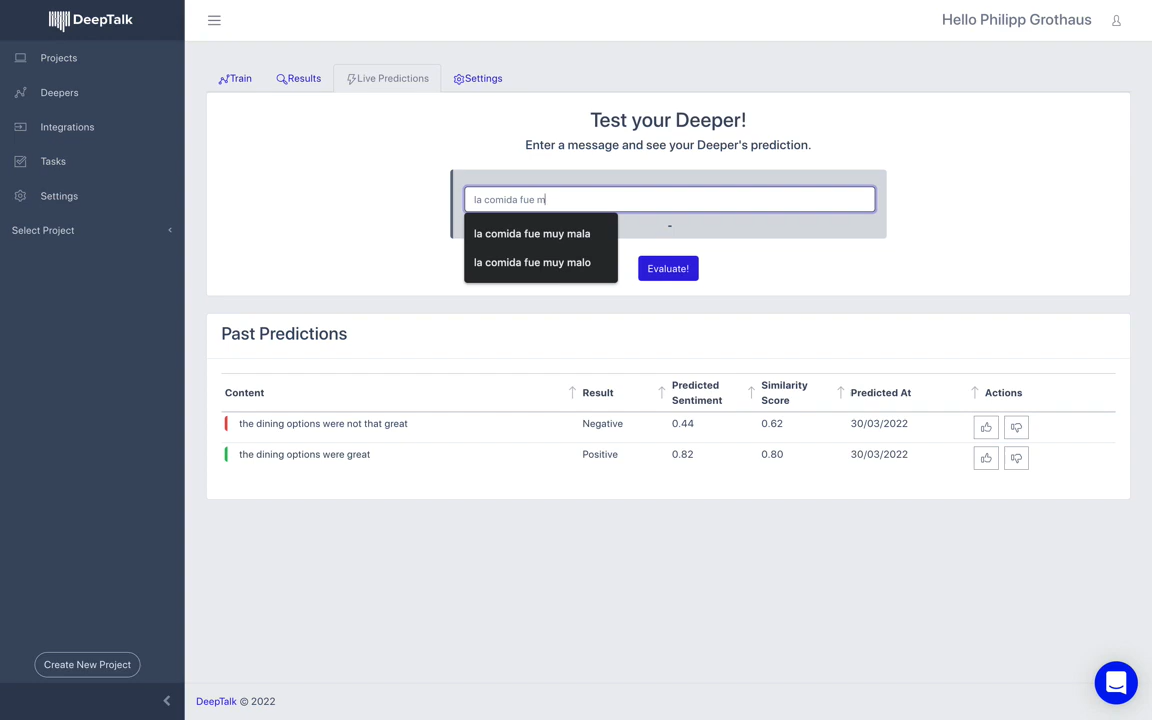 DeepTalk
Hello Philipp Grothaus
Projects
Deepers
Integrations
Tasks
Settings
Select Project
Train
Results
Live Predictions
Settings
Test your Deeper!
Enter a message and see your Deeper's prediction.
la comida fue m
la comida fue muy mala
la comida fue muy malo
-
Evaluate!
Past Predictions
Content Result Predicted Sentiment Similarity Score Predicted At Actions
the dining options were not that great Negative 0.44 0.62 30/03/2022
the dining options were great Positive 0.82 0.80 30/03/2022
Create New Project
DeepTalk © 2022